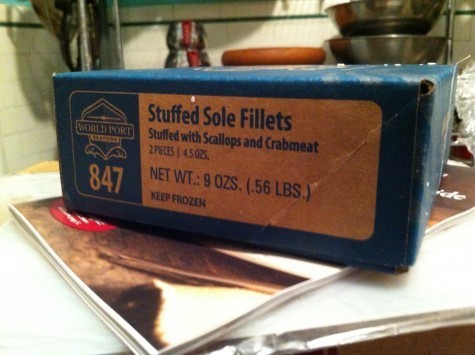 WORLD PORT
SEAFOOD
847
Stuffed Sole Fillets
Stuffed with Scallops and Crabmeat
2 PIECES | 4.5 OZS.
NET WT.: 9 OZS. (.56 LBS.)
KEEP FROZEN